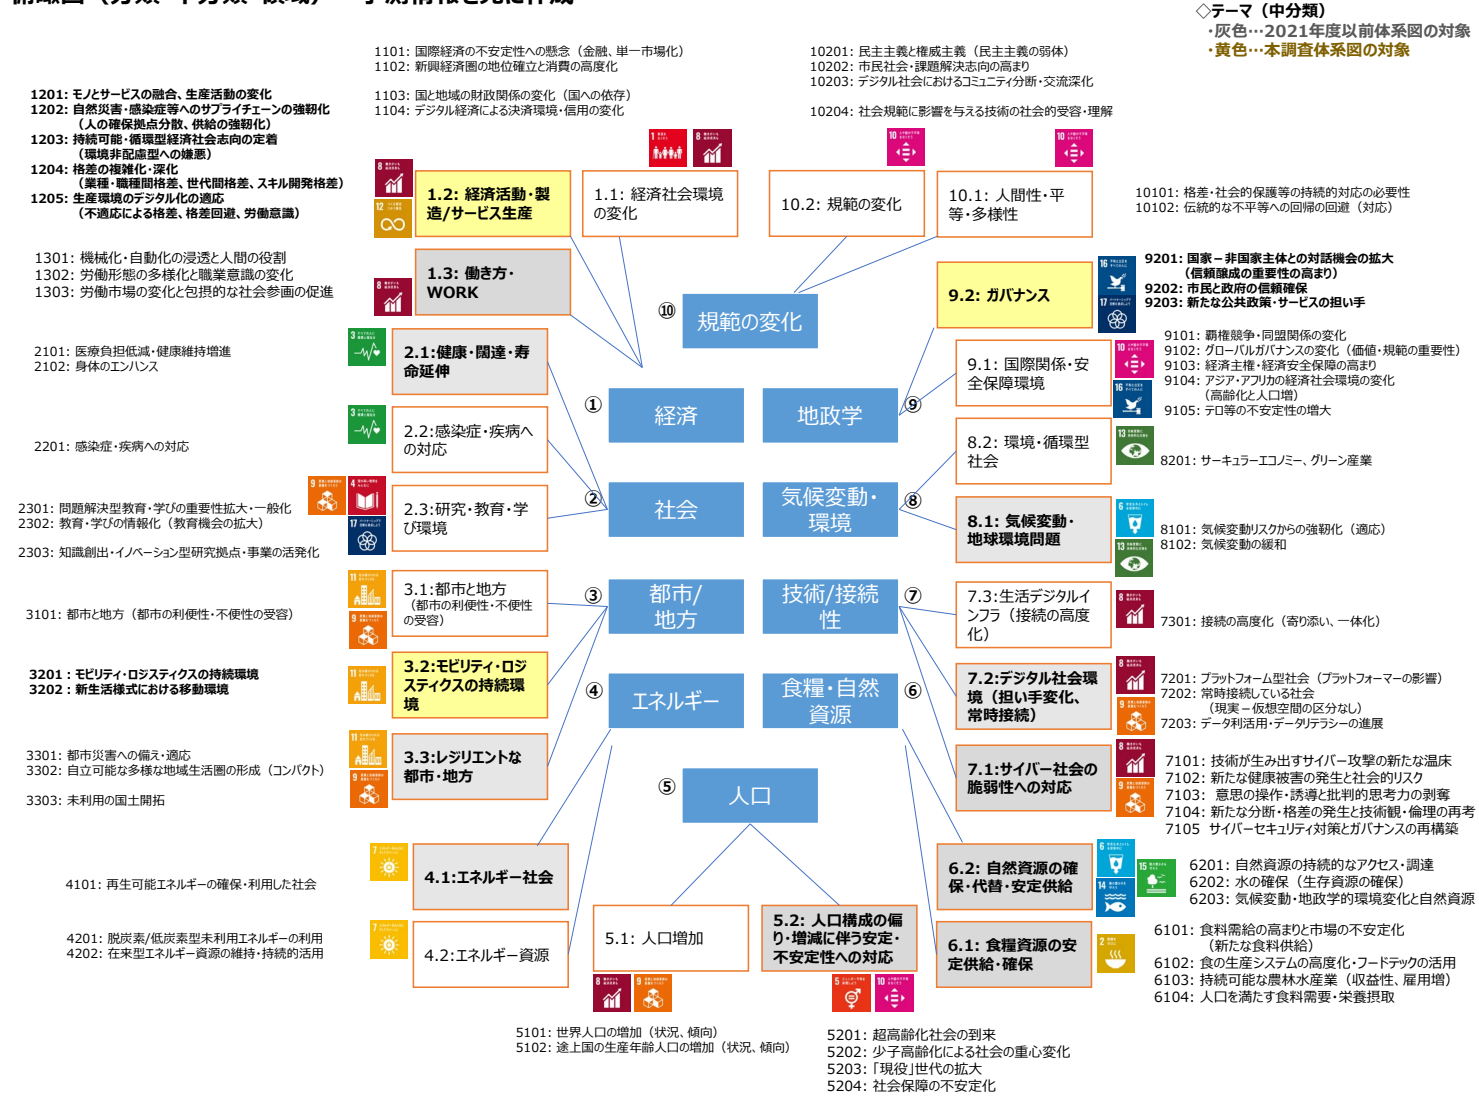 ◇テーマ（中分類）
・灰色…2021年度以前体系図の対象
・黄色…本調査体系図の対象
1101: 国際経済の不安定性への懸念（金融、単一市場化）
1102: 新興経済圏の地位確立と消費の高度化
1103: 国と地域の財政関係の変化（国への依存）
1104: デジタル経済による決済環境・信用の変化
10201: 民主主義と権威主義（民主主義の弱体）
10202: 市民社会・課題解決志向の高まり
10203: デジタル社会におけるコミュニティ分断・交流深化
10204: 社会規範に影響を与える技術の社会的受容・理解
1201: モノとサービスの融合、生産活動の変化
1202: 自然災害・感染症等へのサプライチェーンの強靭化
（人の確保拠点分散、供給の強靭化）
1203: 持続可能・循環型経済社会志向の定着
（環境非配慮型への嫌悪）
1204: 格差の複雑化・深化
（業種・職種間格差、世代間格差、スキル開発格差）
1205: 生産環境のデジタル化の適応
（不適応による格差、格差回避、労働意識）
1.2: 経済活動・製
造/サービス生産
1.1: 経済社会環境
の変化
10.2: 規範の変化
10.1: 人間性・平
等・多様性
10101: 格差・社会的保護等の持続的対応の必要性
10102: 伝統的な不平等への回帰の回避（対応）
1301: 機械化・自動化の浸透と人間の役割
1302: 労働形態の多様化と職業意識の変化
1303: 労働市場の変化と包摂的な社会参画の促進
1.3: 働き方・
WORK
⑩
規範の変化
9.2: ガバナンス
9201: 国家－非国家主体との対話機会の拡大
（信頼醸成の重要性の高まり）
9202: 市民と政府の信頼確保
9203: 新たな公共政策・サービスの担い手
2101: 医療負担低減・健康維持増進
2102: 身体のエンハンス
2.1:健康・闊達・寿
命延伸
9.1: 国際関係・安
全保障環境
9101: 覇権競争・同盟関係の変化
9102: グローバルガバナンスの変化（価値・規範の重要性）
9103: 経済主権・経済安全保障の高まり
9104: アジア・アフリカの経済社会環境の変化
（高齢化と人口増）
9105: テロ等の不安定性の増大
①
経済
地政学
⑨
2201: 感染症・疾病への対応
2.2:感染症・疾病へ
の対応
8.2: 環境・循環型
社会
8201: サーキュラーエコノミー、グリーン産業
2301: 問題解決型教育・学びの重要性拡大・一般化
2302: 教育・学びの情報化（教育機会の拡大）
2303: 知識創出・イノベーション型研究拠点・事業の活発化
2.3:研究・教育・学
び環境
②
社会
気候変動・
環境
⑧
8.1: 気候変動・
地球環境問題
8101: 気候変動リスクからの強靭化（適応）
8102: 気候変動の緩和
3101: 都市と地方（都市の利便性・不便性の受容）
3.1:都市と地方
（都市の利便性・不便性
の受容）
③
都市/
地方
技術/接続
性
⑦
7.3:生活デジタルイ
ンフラ（接続の高度
化）
7301: 接続の高度化（寄り添い、一体化）
3201：モビリティ・ロジスティクスの持続環境
3202：新生活様式における移動環境
3.2:モビリティ・ロジ
スティクスの持続環
境
④
エネルギー
食糧・自然
資源
⑥
7.2:デジタル社会環
境（担い手変化、
常時接続）
7201: プラットフォーム型社会（プラットフォーマーの影響）
7202: 常時接続している社会
（現実－仮想空間の区分なし）
7203: データ利活用・データリテラシーの進展
3301: 都市災害への備え・適応
3302: 自立可能な多様な地域生活圏の形成（コンパクト）
3303: 未利用の国土開拓
3.3:レジリエントな
都市・地方
⑤
人口
7.1:サイバー社会の
脆弱性への対応
7101: 技術が生み出すサイバー攻撃の新たな温床
7102: 新たな健康被害の発生と社会的リスク
7103: 意思の操作・誘導と批判的思考力の剥奪
7104: 新たな分断・格差の発生と技術観・倫理の再考
7105 サイバーセキュリティ対策とガバナンスの再構築
4101: 再生可能エネルギーの確保・利用した社会
4.1:エネルギー社会
6.2: 自然資源の確
保・代替・安定供給
6201: 自然資源の持続的なアクセス・調達
6202: 水の確保（生存資源の確保）
6203: 気候変動・地政学的環境変化と自然資源
4201: 脱炭素/低炭素型未利用エネルギーの利用
4202: 在来型エネルギー資源の維持・持続的活用
4.2:エネルギー資源
5.1: 人口増加
5.2: 人口構成の偏
り・増減に伴う安定・
不安定性への対応
6.1: 食糧資源の安
定供給・確保
6101: 食料需給の高まりと市場の不安定化
（新たな食料供給）
6102: 食の生産システムの高度化・フードテックの活用
6103: 持続可能な農林水産業（収益性、雇用増）
6104: 人口を満たす食料需要・栄養摂取
5101: 世界人口の増加（状況、傾向）
5102: 途上国の生産年齢人口の増加（状況、傾向）
5201: 超高齢化社会の到来
5202: 少子高齢化による社会の重心変化
5203: 「現役」世代の拡大
5204: 社会保障の不安定化